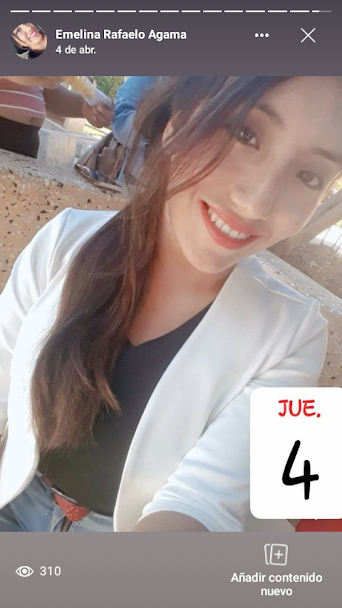 Emelina Rafaelo Agama
4 de abr.
JUE.
4
310
Añadir contenido
nuevo